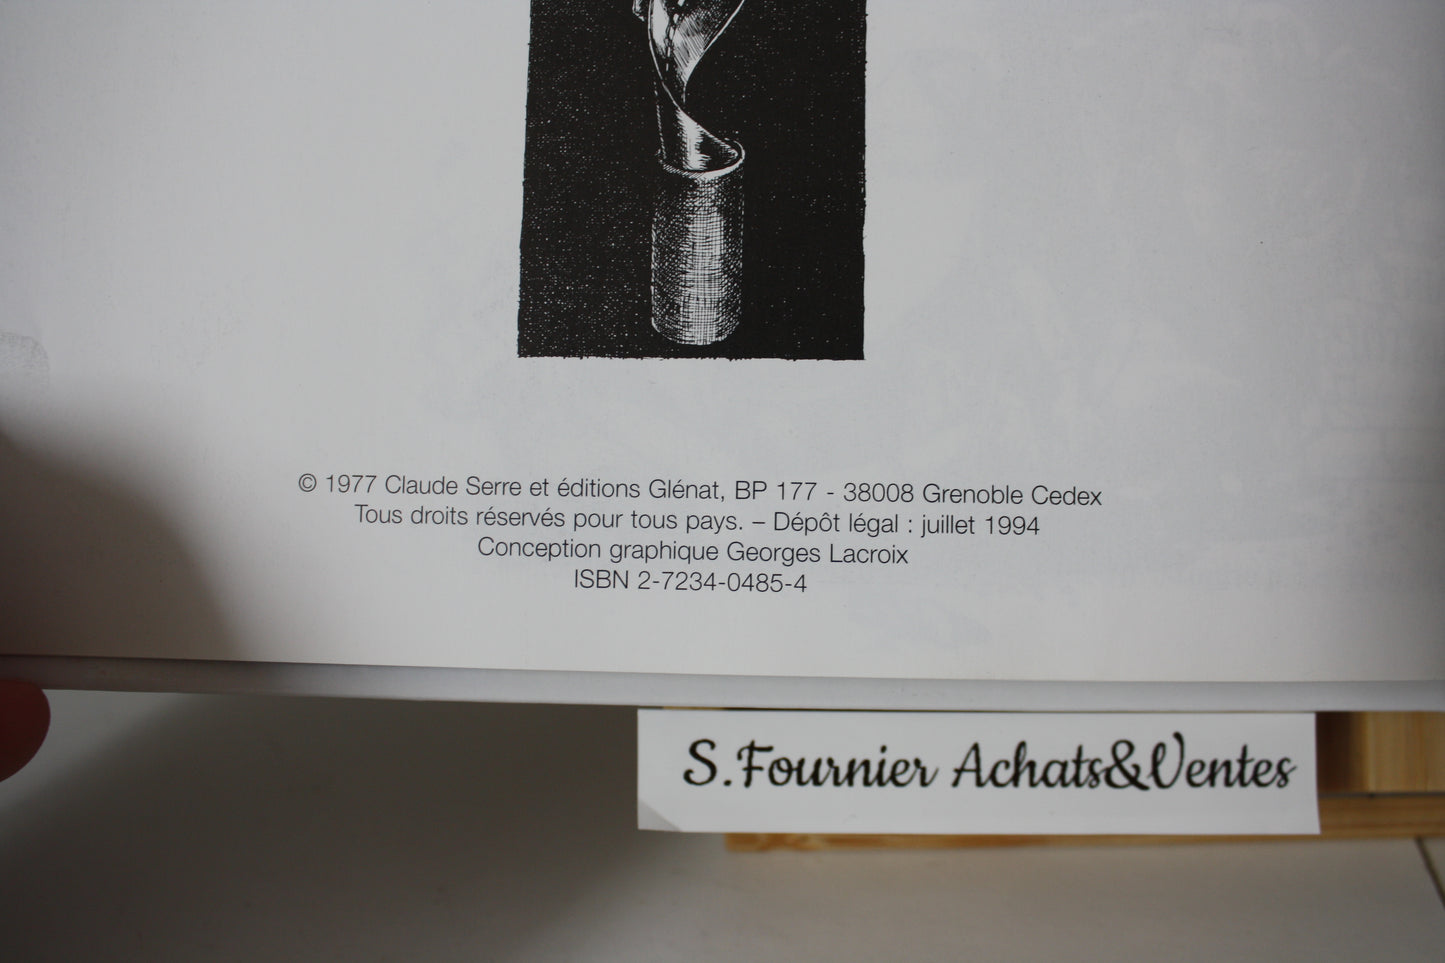 © 1977 Claude Serre et éditions Glénat, BP 177 - 38008 Grenoble Cedex
Tous droits réservés pour tous pays. – Dépôt légal : juillet 1994
Conception graphique Georges Lacroix
ISBN 2-7234-0485-4
S.Fournier Achats&Ventes